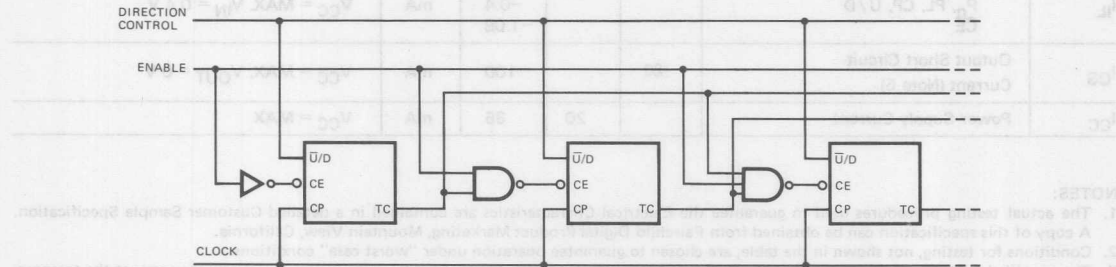 DIRECTION
CONTROL
ENABLE
U̅/D
CE
CP
TC
U̅/D
CE
CP
TC
U̅/D
CE
CP
TC
CLOCK
NOTES:
1. The actual testing procedures used to guarantee the electrical characteristics are contained in a detailed Customer Sample Specification.
A copy of this specification can be obtained from Fairchild Digital Product Marketing, Mountain View, California.
2. Conditions for testing, not shown in the table, are chosen to guarantee operation under "worst case" conditions.
Output Short Circuit
Current (Note 5)
mA
Power Supply Current
20
35
mA
VCC = MAX